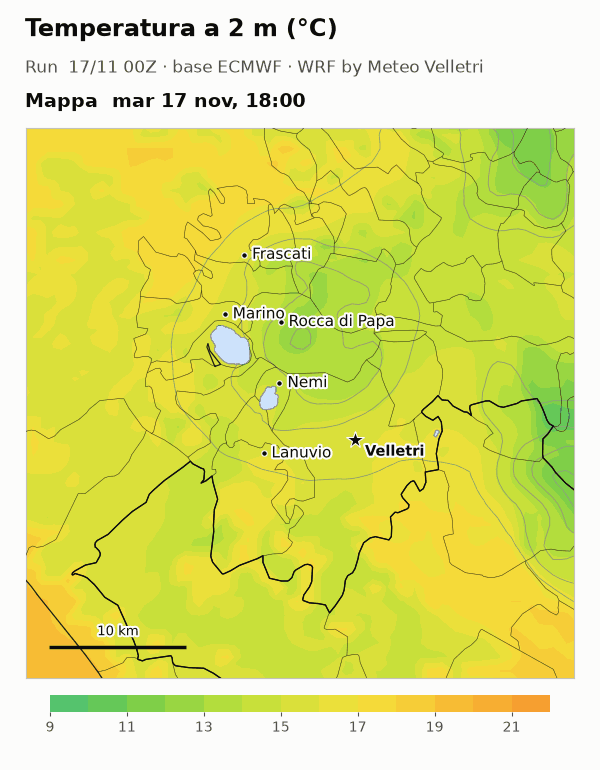 Temperatura a 2 m (°C)
Run 17/11 00Z · base ECMWF · WRF by Meteo Velletri
Mappa mar 17 nov, 18:00
Frascati
Marino
Rocca di Papa
Nemi
Velletri
Lanuvio
10 km
9 11 13 15 17 19 21